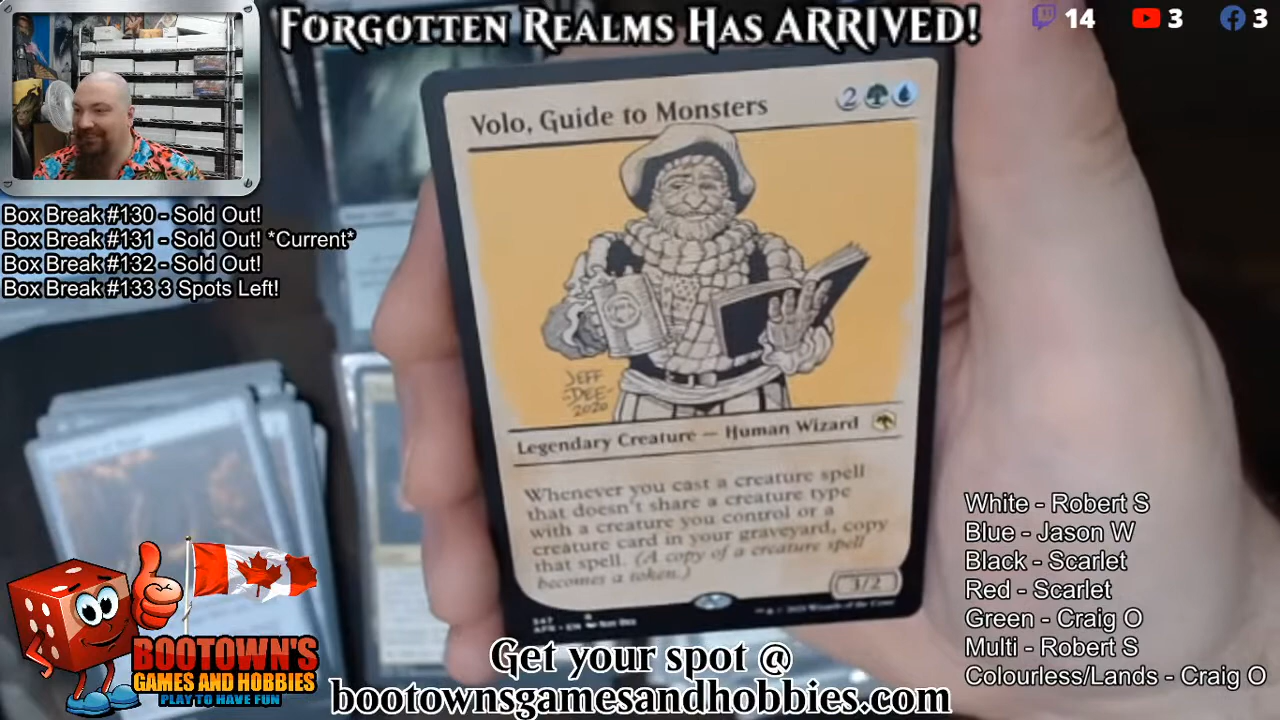 FORGOTTEN REALMS HAS ARRIVED!
14
3
3
Box Break #130 - Sold Out!
Box Break #131 - Sold Out! *Current*
Box Break #132 - Sold Out!
Box Break #133 3 Spots Left!
Volo, Guide to Monsters 2
JEFF
-DEE-
2020
Legendary Creature — Human Wizard
Whenever you cast a creature spell
that doesn't share a creature type
with a creature you control or a
creature card in your graveyard, copy
that spell. (A copy of a creature spell
becomes a token.)
3/2
White - Robert S
Blue - Jason W
Black - Scarlet
Red - Scarlet
Green - Craig O
Multi - Robert S
Colourless/Lands - Craig O
BOOTOWN'S
GAMES AND HOBBIES
PLAY TO HAVE FUN
Get your spot @
bootownsgamesandhobbies.com